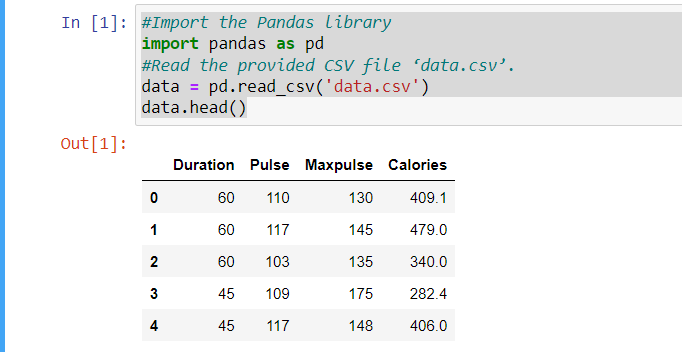 In [1]: #Import the Pandas library
import pandas as pd
#Read the provided CSV file ‘data.csv’.
data = pd.read_csv('data.csv')
data.head()
Out[1]:
Duration Pulse Maxpulse Calories
0 60 110 130 409.1
1 60 117 145 479.0
2 60 103 135 340.0
3 45 109 175 282.4
4 45 117 148 406.0